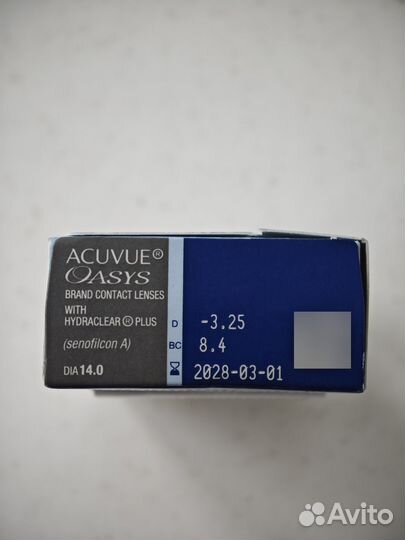 ACUVUE®
OASYS
BRAND CONTACT LENSES
WITH
HYDRACLEAR® PLUS
(senofilcon A)
DIA 14.0
D -3.25
BC 8.4
2028-03-01
Avito